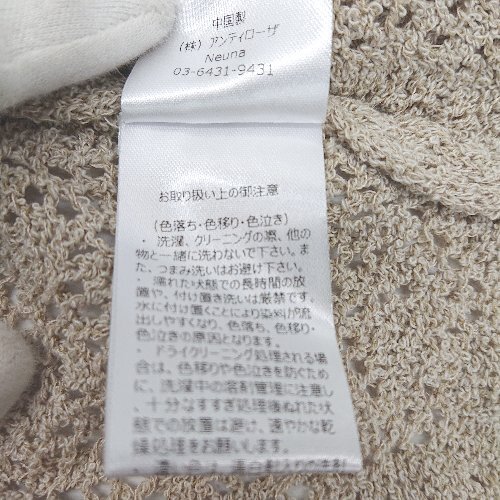 中国製
(株) アンティローザ
Neuna
03-6431-9431
お取り扱い上の御注意
(色落ち・色移り・色泣き)
・ 洗濯、クリーニングの際、他の
物と一緒に洗わないで下さい。ま
た、つまみ洗いはお避け下さい。
・ 濡れた状態での長時間の放
置や、付け置き洗いは厳禁です。
水に付け置くことにより染料が流
出しやすくなり、色落ち、色移り・
色泣きの原因となります。
・ ドライクリーニング処理される場
合は、色移りや色泣きを防ぐため
に、洗濯中の溶剤管理に注意し
、十分なすすぎ処理後ぬれた状
態での放置は避け、速やかな乾
燥処理をお願いします。